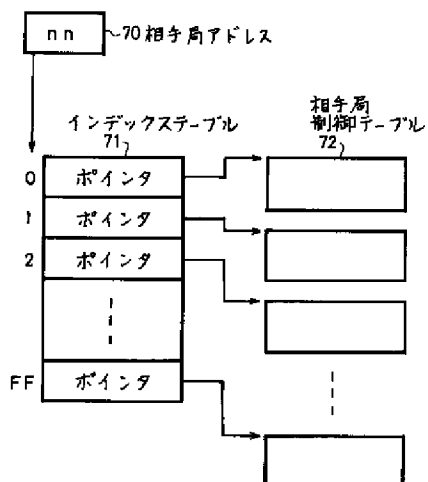 nn
70 相手局アドレス
インデックステーブル
71
相手局
制御テーブル
72
0 ポインタ
1 ポインタ
2 ポインタ
FF ポインタ